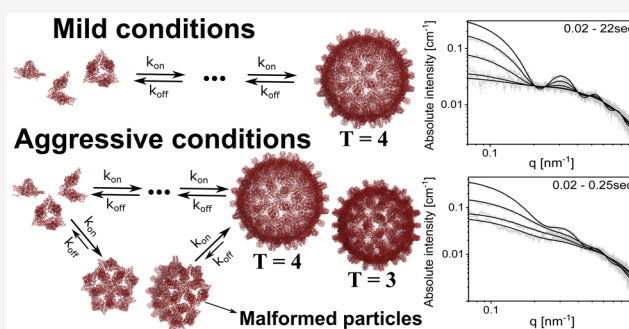 Mild conditions
k_on
k_off
•••
k_on
k_off
T = 4
Aggressive conditions
k_on
k_off
•••
k_on
k_off
k_on
k_off
k_on
k_off
T = 4
T = 3
Malformed particles
0.02 - 22sec
Absolute intensity [cm⁻¹]
0.1
0.01
0.1
q [nm⁻¹]
0.02 - 0.25sec
Absolute intensity [cm⁻¹]
0.1
0.01
0.1
q [nm⁻¹]